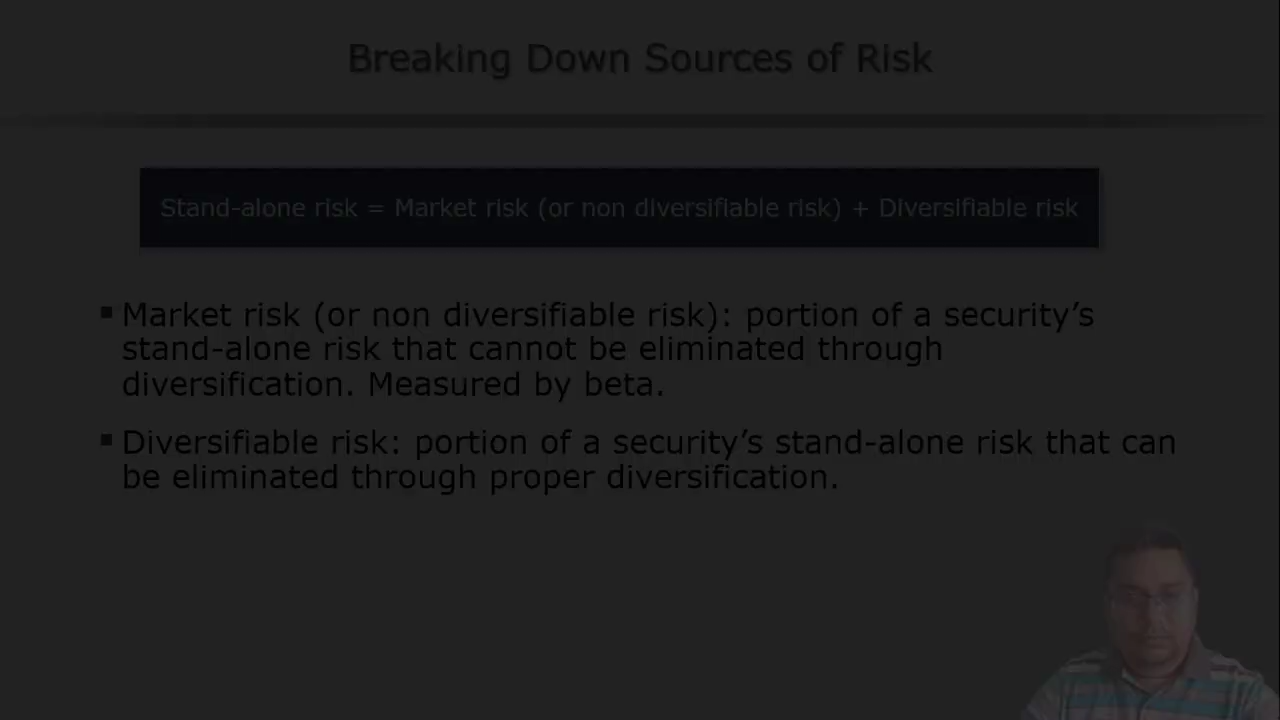 Breaking Down Sources of Risk
Stand-alone risk = Market risk (or non diversifiable risk) + Diversifiable risk
▪ Market risk (or non diversifiable risk): portion of a security’s
stand-alone risk that cannot be eliminated through
diversification. Measured by beta.
▪ Diversifiable risk: portion of a security’s stand-alone risk that can
be eliminated through proper diversification.